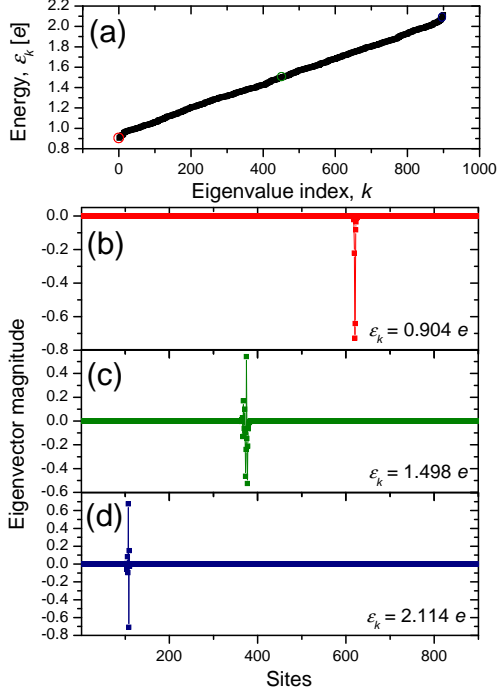 (a)
Energy, ε_k [e]
2.2
2.0
1.8
1.6
1.4
1.2
1.0
0.8
0 200 400 600 800 1000
Eigenvalue index, k
Eigenvector magnitude
(b)
0.0
-0.2
-0.4
-0.6
-0.8
ε_k = 0.904 e
(c)
0.4
0.2
0.0
-0.2
-0.4
-0.6
ε_k = 1.498 e
(d)
0.6
0.4
0.2
0.0
-0.2
-0.4
-0.6
-0.8
ε_k = 2.114 e
200 400 600 800
Sites